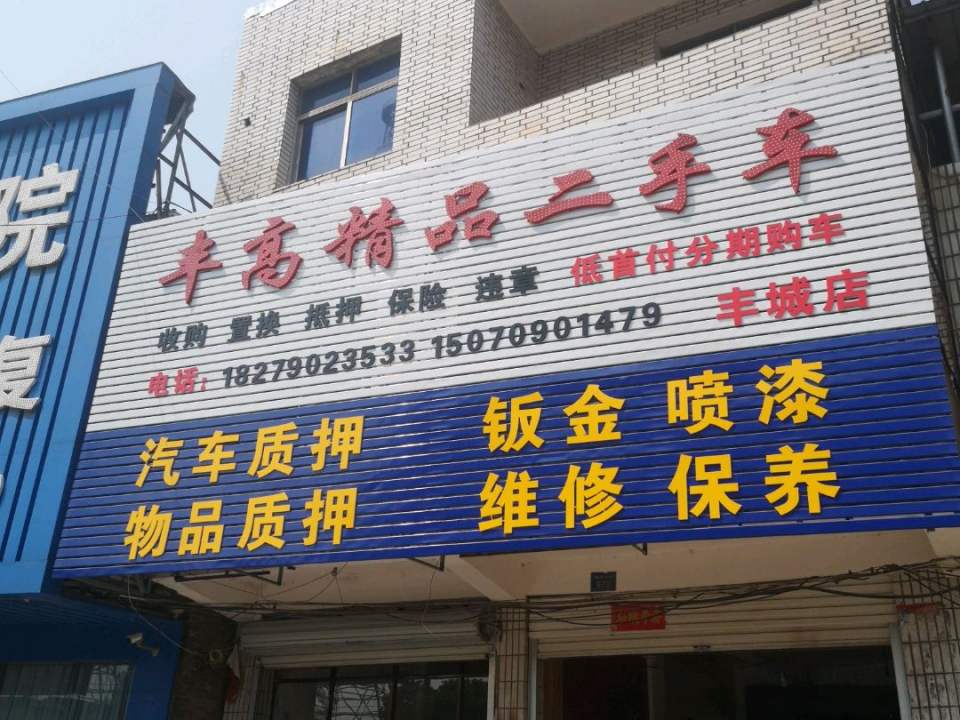 丰高精品二手车
收购 置换 抵押 保险 违章 低首付分期购车
电话：18279023533 15070901479 丰城店
汽车质押 钣金 喷漆
物品质押 维修 保养
院
复